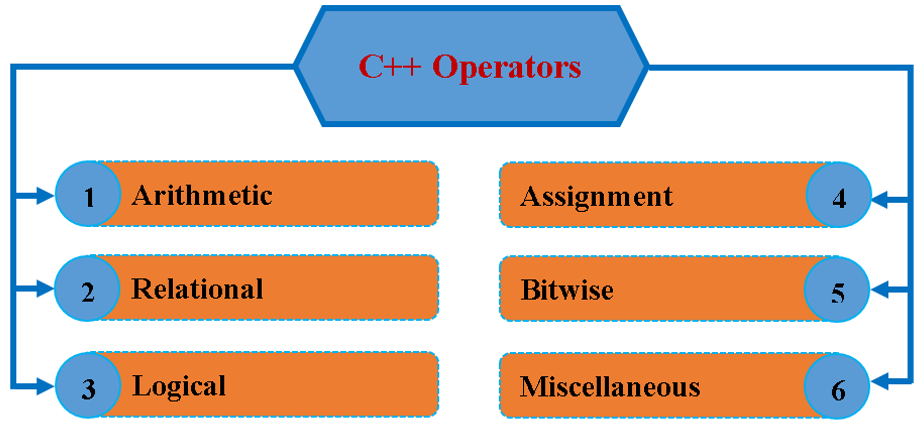 C++ Operators
1 Arithmetic
2 Relational
3 Logical
Assignment 4
Bitwise 5
Miscellaneous 6